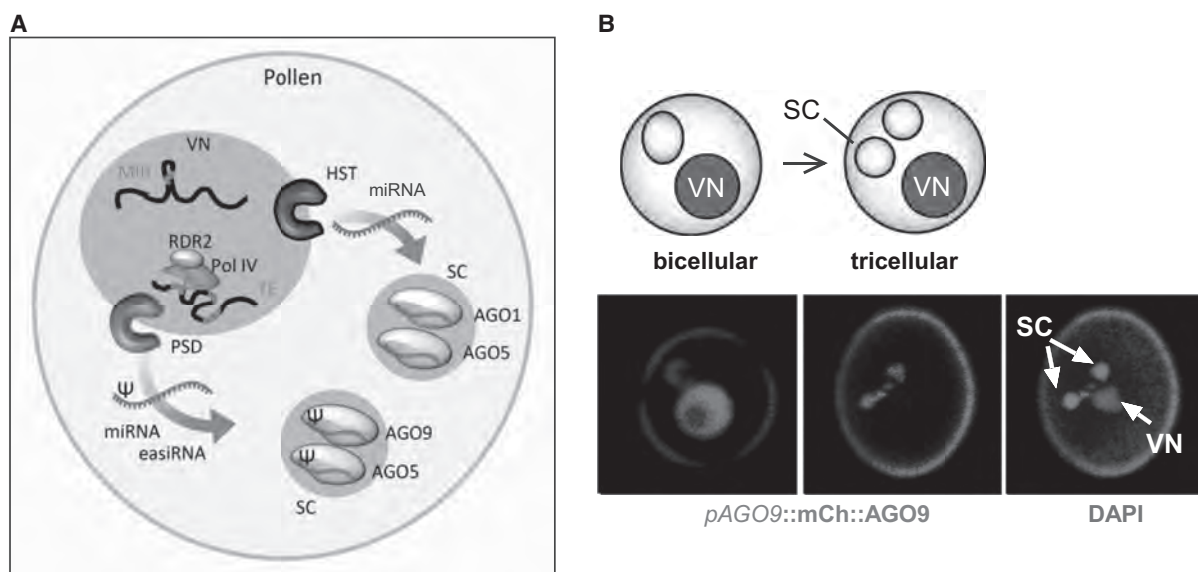 A
Pollen
VN
MIR
HST
miRNA
RDR2
Pol IV
TE
PSD
SC
AGO1
AGO5
Ψ
miRNA
easiRNA
Ψ
AGO9
Ψ
AGO5
SC
B
SC
VN
VN
bicellular
tricellular
SC
VN
pAGO9::mCh::AGO9
DAPI